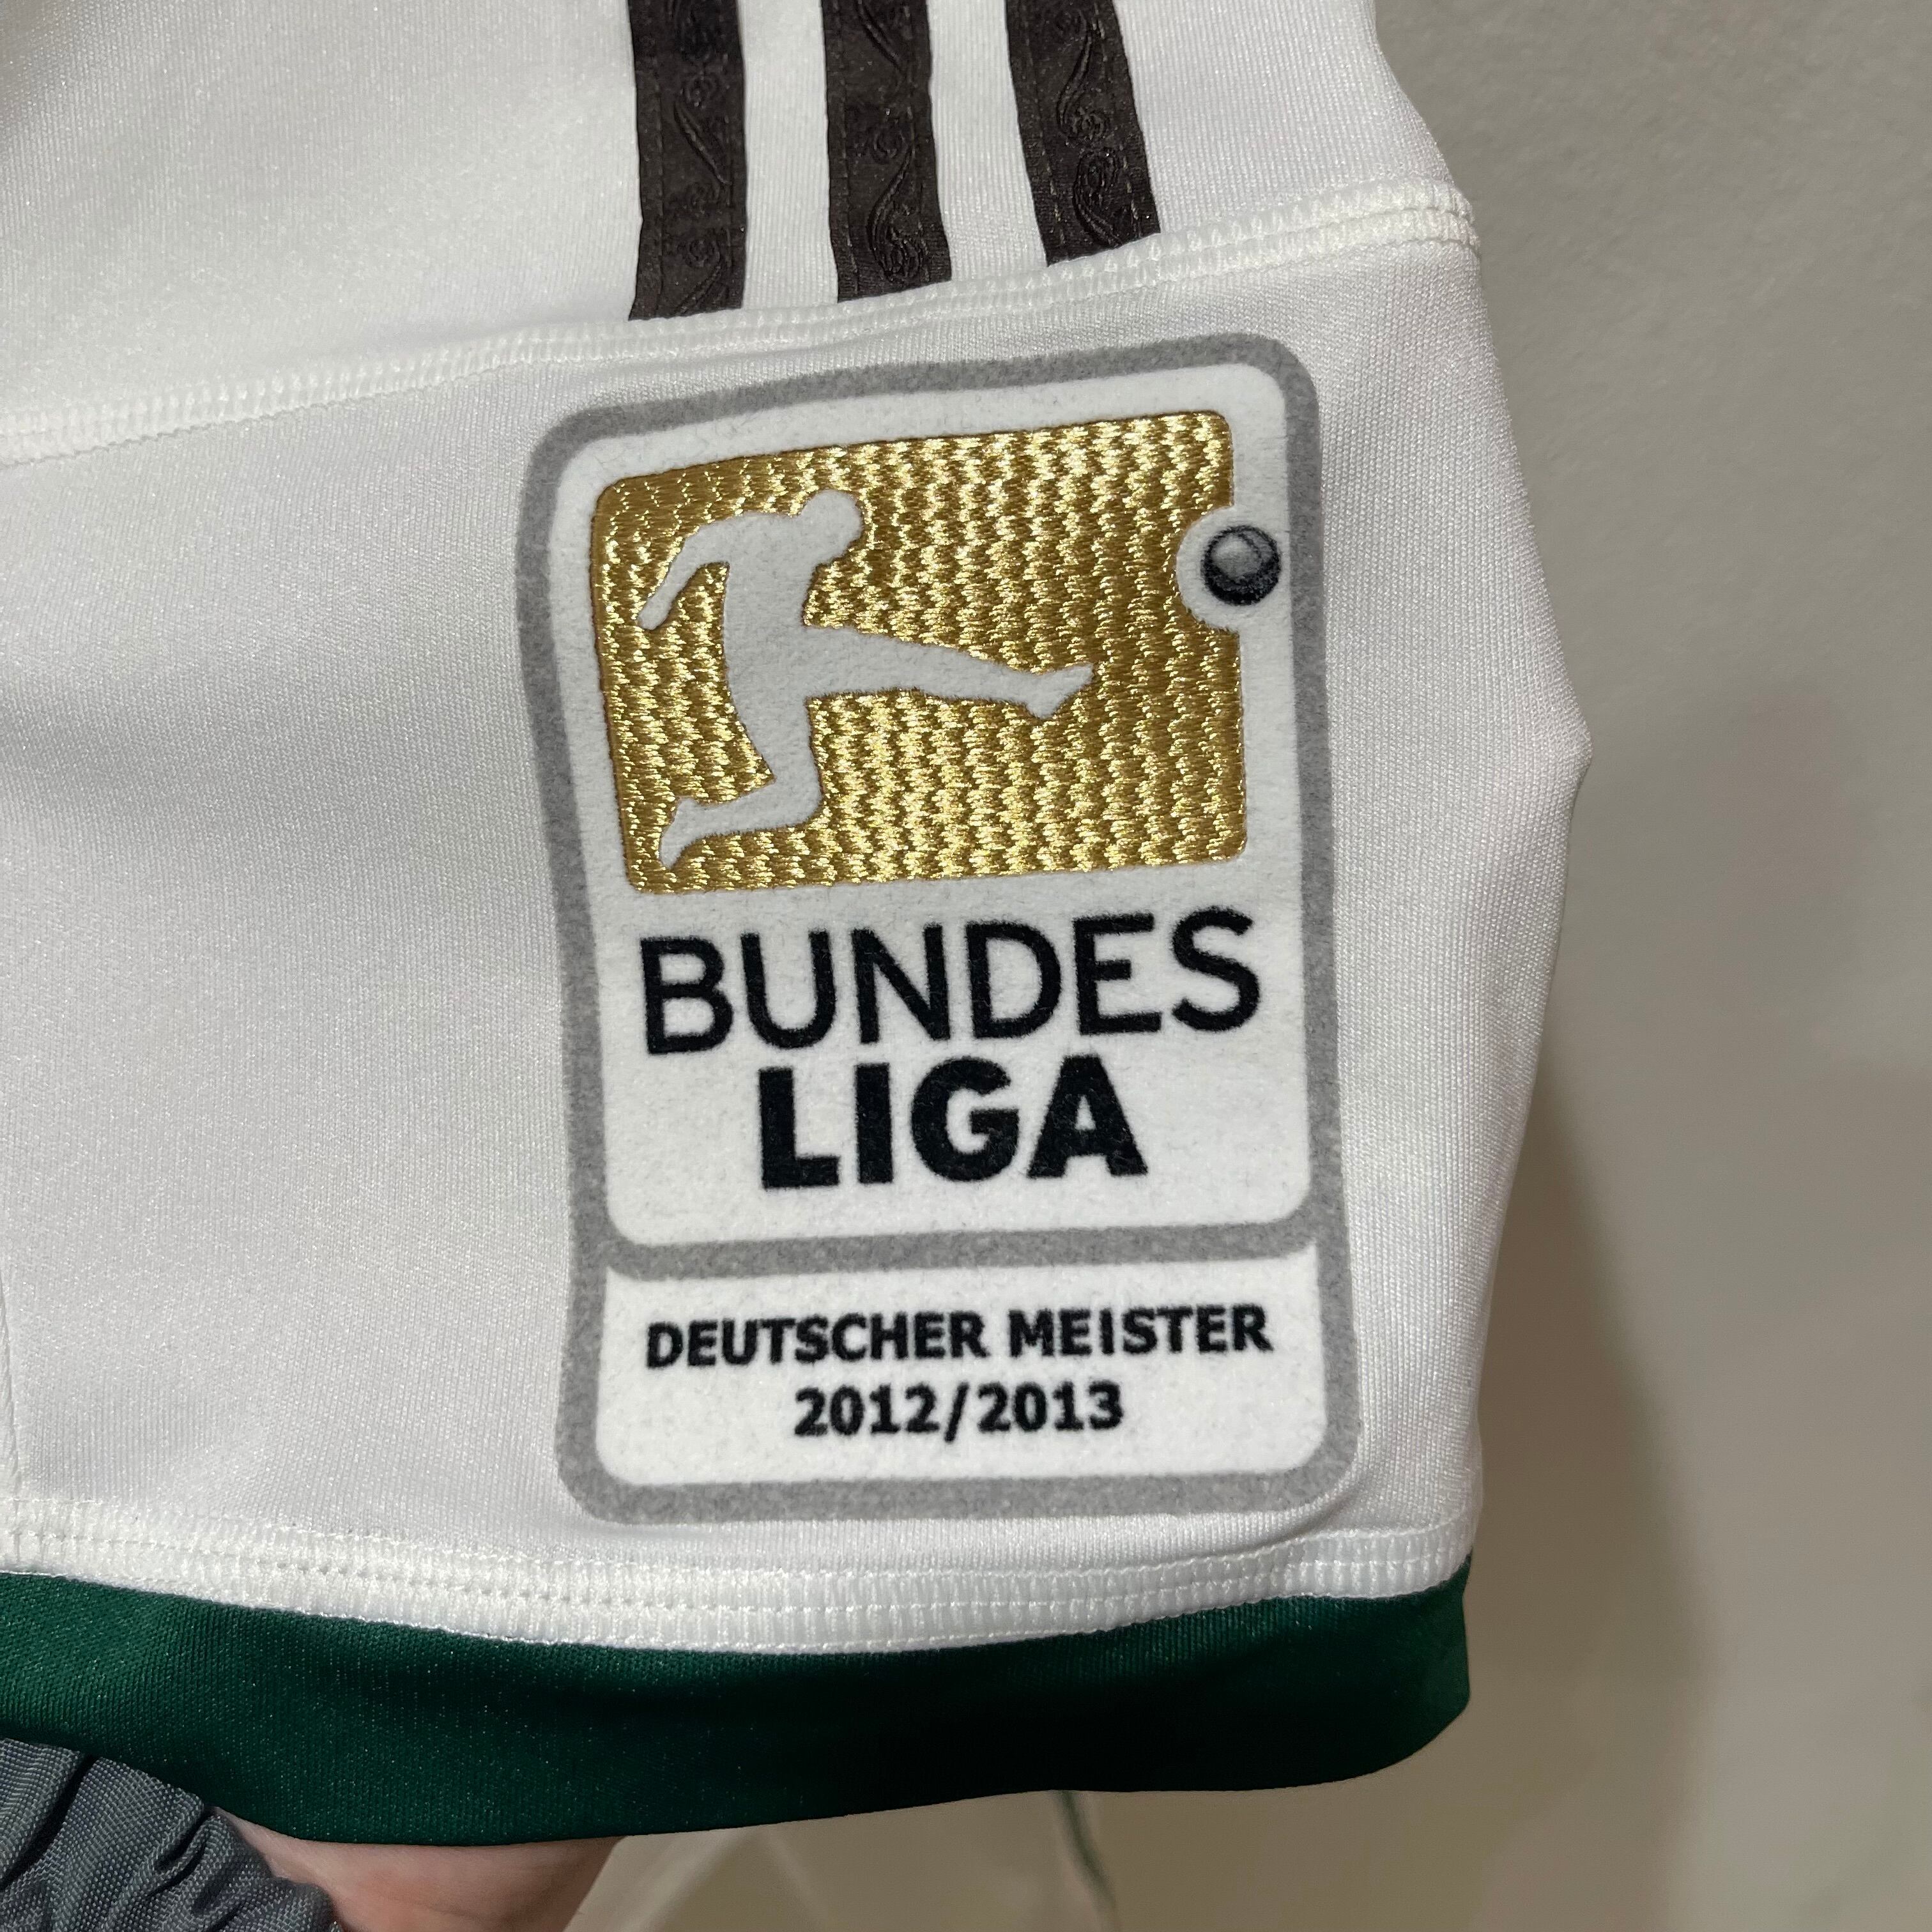 BUNDES
LIGA
DEUTSCHER MEISTER
2012/2013